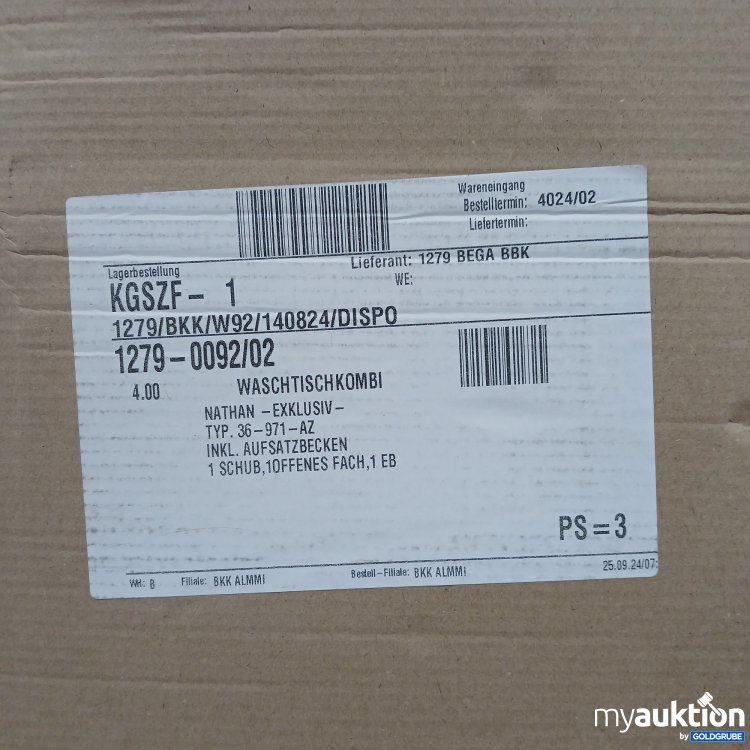 Wareneingang
Bestelltermin: 4024/02
Liefertermin:
Lagerbestellung
Lieferant: 1279 BEGA BBK
KGSZF- 1
WE:
1279/BKK/W92/140824/DISPO
1279-0092/02
4.00 WASCHTISCHKOMBI
NATHAN -EXKLUSIV-
TYP. 36-971-AZ
INKL. AUFSATZBECKEN
1 SCHUB,1OFFENES FACH,1 EB
PS=3
WH: B Filiale: BKK ALMMI Bestell-Filiale: BKK ALMMI 25.09.24/07:
myauktion
by GOLDGRUBE